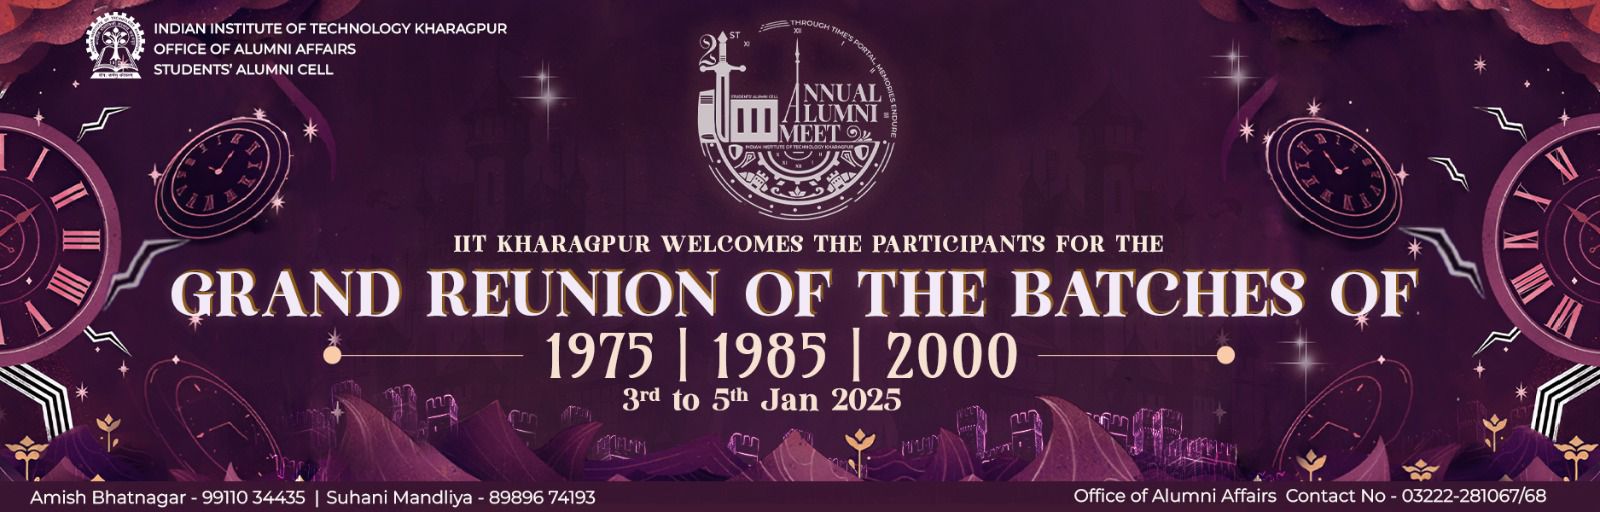 INDIAN INSTITUTE OF TECHNOLOGY KHARAGPUR
OFFICE OF ALUMNI AFFAIRS
STUDENTS' ALUMNI CELL
THROUGH TIME'S PORTAL, MEMORIES ENDURE
21ST
STUDENTS' ALUMNI CELL
ANNUAL
ALUMNI
MEET
INDIAN INSTITUTE OF TECHNOLOGY KHARAGPUR
IIT KHARAGPUR WELCOMES THE PARTICIPANTS FOR THE
GRAND REUNION OF THE BATCHES OF
1975 | 1985 | 2000
3rd to 5th Jan 2025
Amish Bhatnagar - 99110 34435 | Suhani Mandliya - 89896 74193
Office of Alumni Affairs Contact No - 03222-281067/68